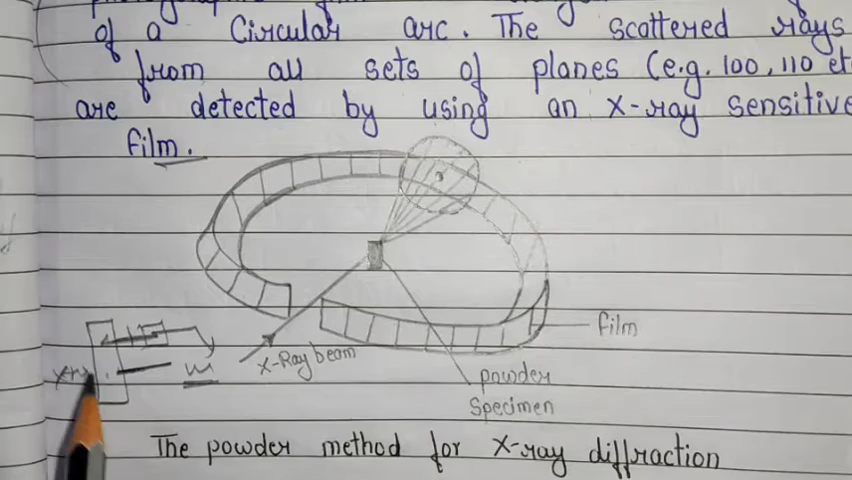 of a Circular arc. The scattered rays
from all sets of planes (e.g. 100, 110 et
are detected by using an X-ray sensitive
film.
film
X-Ray beam
powder
Specimen
The powder method for X-ray diffraction